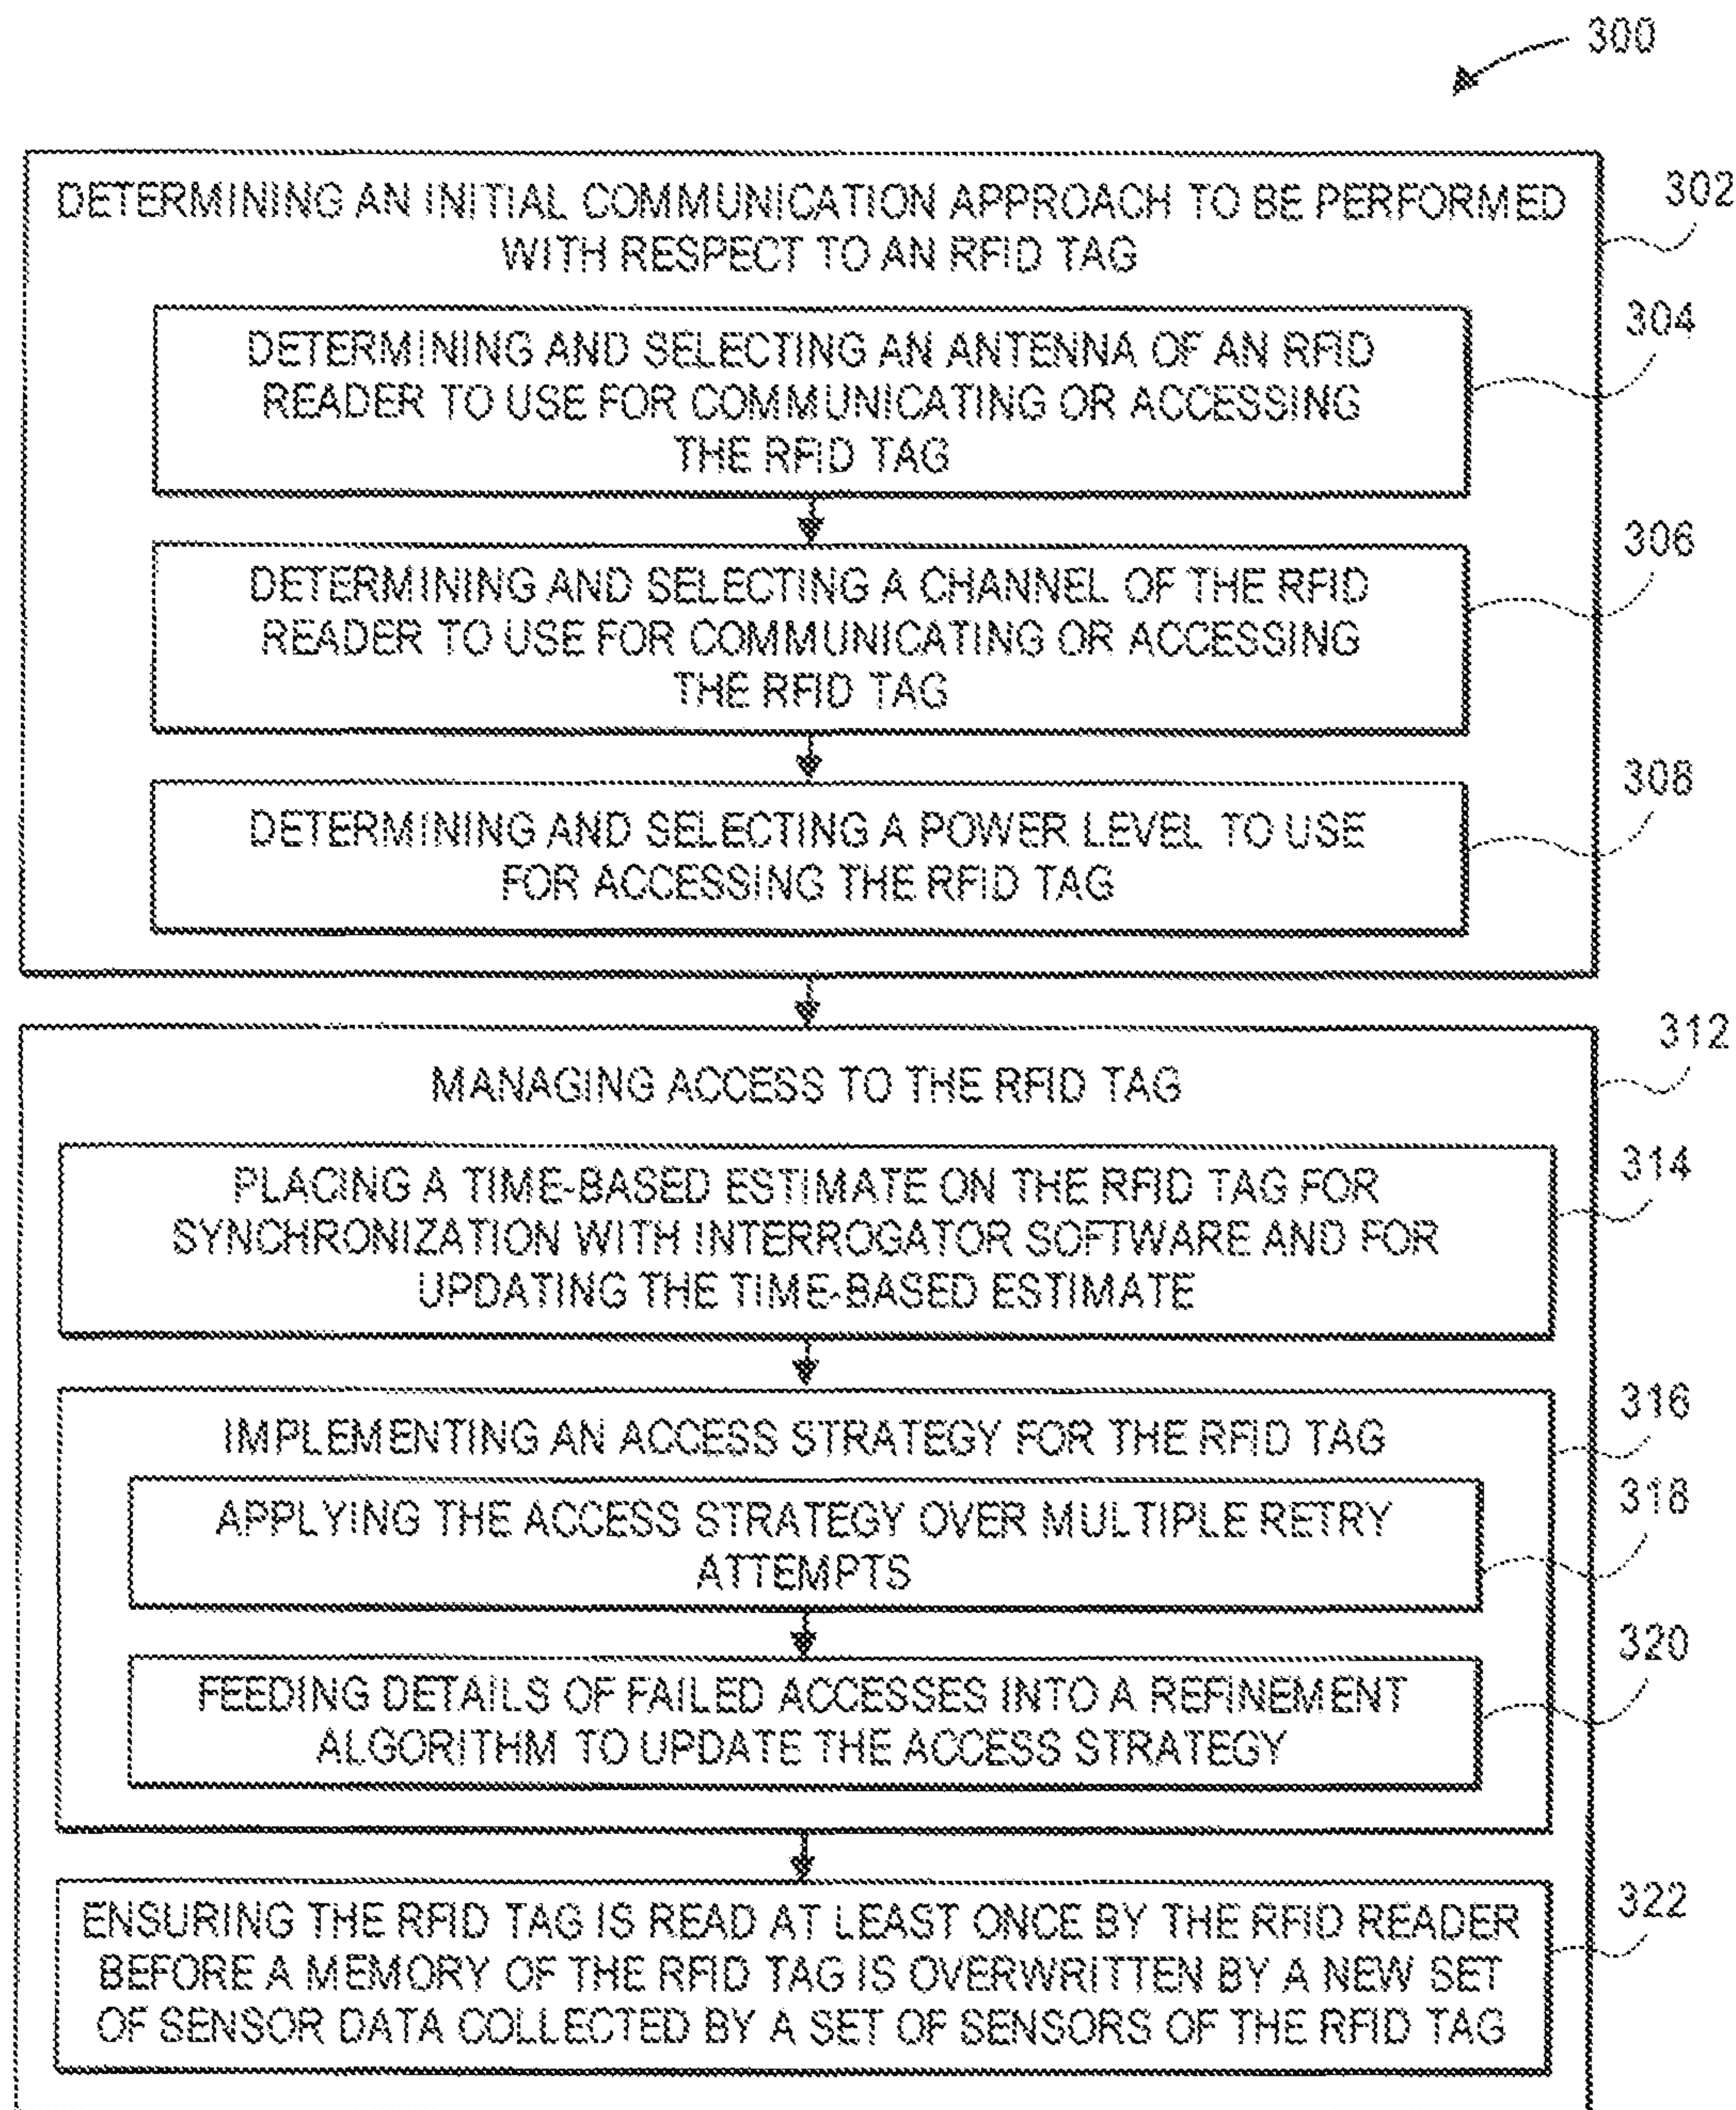 300
DETERMINING AN INITIAL COMMUNICATION APPROACH TO BE PERFORMED
WITH RESPECT TO AN RFID TAG
302
DETERMINING AND SELECTING AN ANTENNA OF AN RFID
READER TO USE FOR COMMUNICATING OR ACCESSING
THE RFID TAG
304
DETERMINING AND SELECTING A CHANNEL OF THE RFID
READER TO USE FOR COMMUNICATING OR ACCESSING
THE RFID TAG
306
DETERMINING AND SELECTING A POWER LEVEL TO USE
FOR ACCESSING THE RFID TAG
308
MANAGING ACCESS TO THE RFID TAG
312
PLACING A TIME-BASED ESTIMATE ON THE RFID TAG FOR
SYNCHRONIZATION WITH INTERROGATOR SOFTWARE AND FOR
UPDATING THE TIME-BASED ESTIMATE
314
IMPLEMENTING AN ACCESS STRATEGY FOR THE RFID TAG
316
APPLYING THE ACCESS STRATEGY OVER MULTIPLE RETRY
ATTEMPTS
318
FEEDING DETAILS OF FAILED ACCESSES INTO A REFINEMENT
ALGORITHM TO UPDATE THE ACCESS STRATEGY
320
ENSURING THE RFID TAG IS READ AT LEAST ONCE BY THE RFID READER
BEFORE A MEMORY OF THE RFID TAG IS OVERWRITTEN BY A NEW SET
OF SENSOR DATA COLLECTED BY A SET OF SENSORS OF THE RFID TAG
322